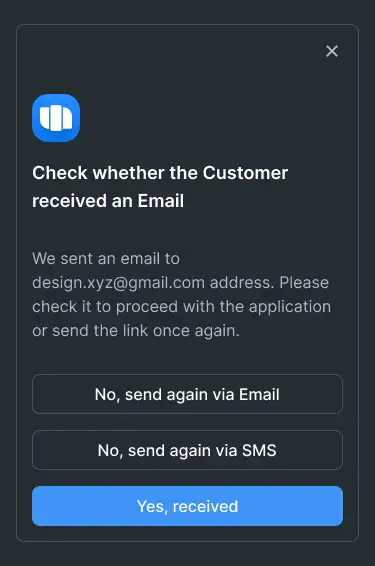 Check whether the Customer
received an Email
We sent an email to
design.xyz@gmail.com address. Please
check it to proceed with the application
or send the link once again.
No, send again via Email
No, send again via SMS
Yes, received